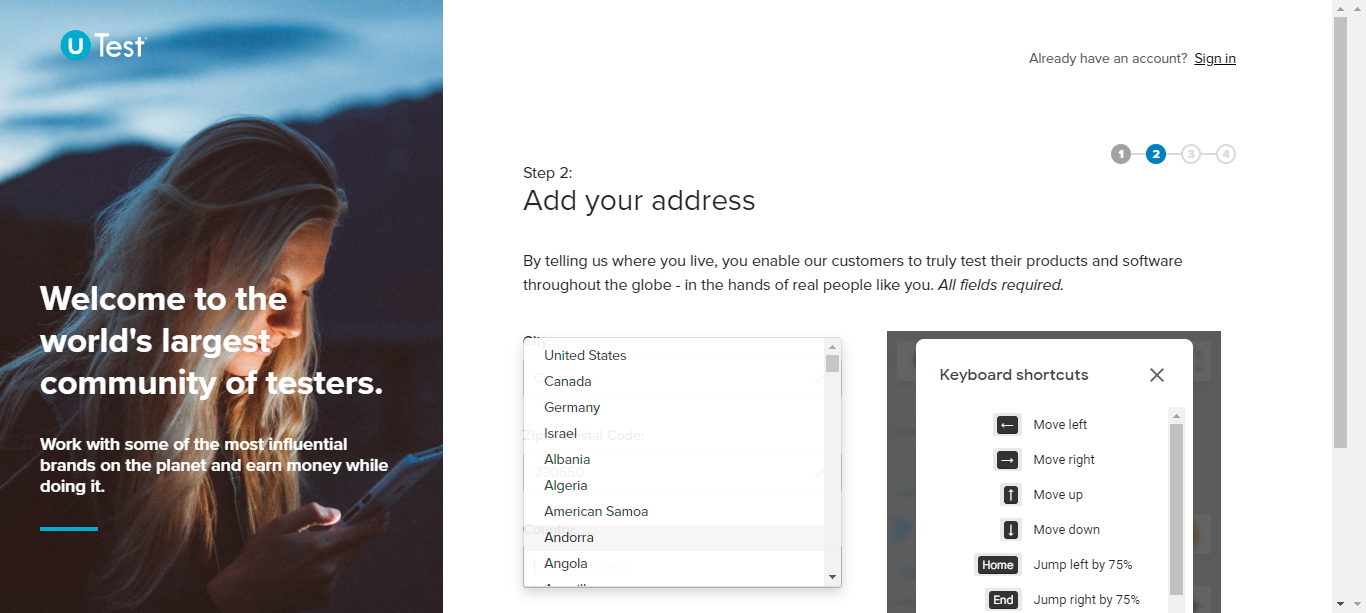 U Test
Already have an account? Sign in
1 2 3 4
Step 2:
Add your address
By telling us where you live, you enable our customers to truly test their products and software
throughout the globe - in the hands of real people like you. All fields required.
Welcome to the
world's largest
community of testers.
Work with some of the most influential
brands on the planet and earn money while
doing it.
City:
United States
Canada
Germany
Israel
Albania
Algeria
American Samoa
Andorra
Angola
Postal Code:
230550
Country:
Keyboard shortcuts
← Move left
→ Move right
↑ Move up
↓ Move down
Home Jump left by 75%
End Jump right by 75%